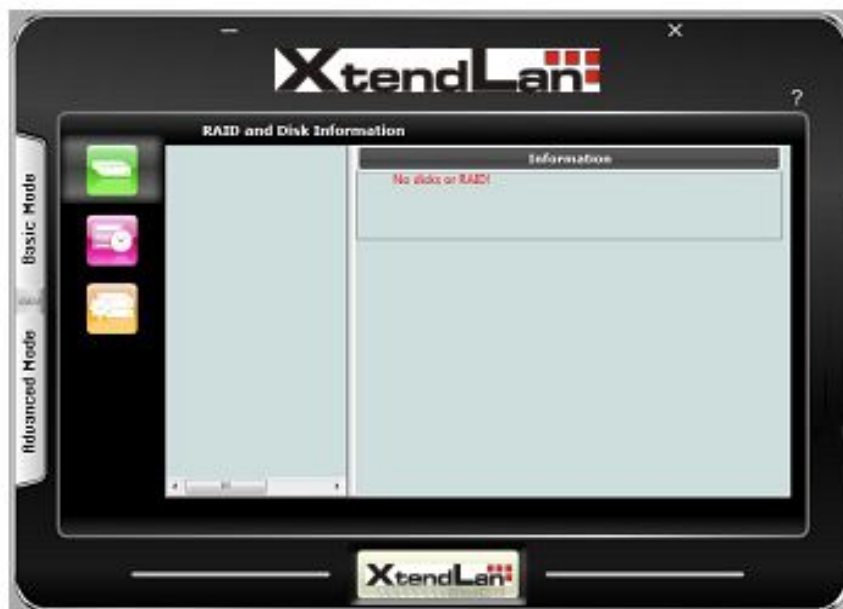 XtendLan
?
RAID and Disk Information
Information
No disks or RAID!
Basic Mode
Advanced Mode
XtendLan